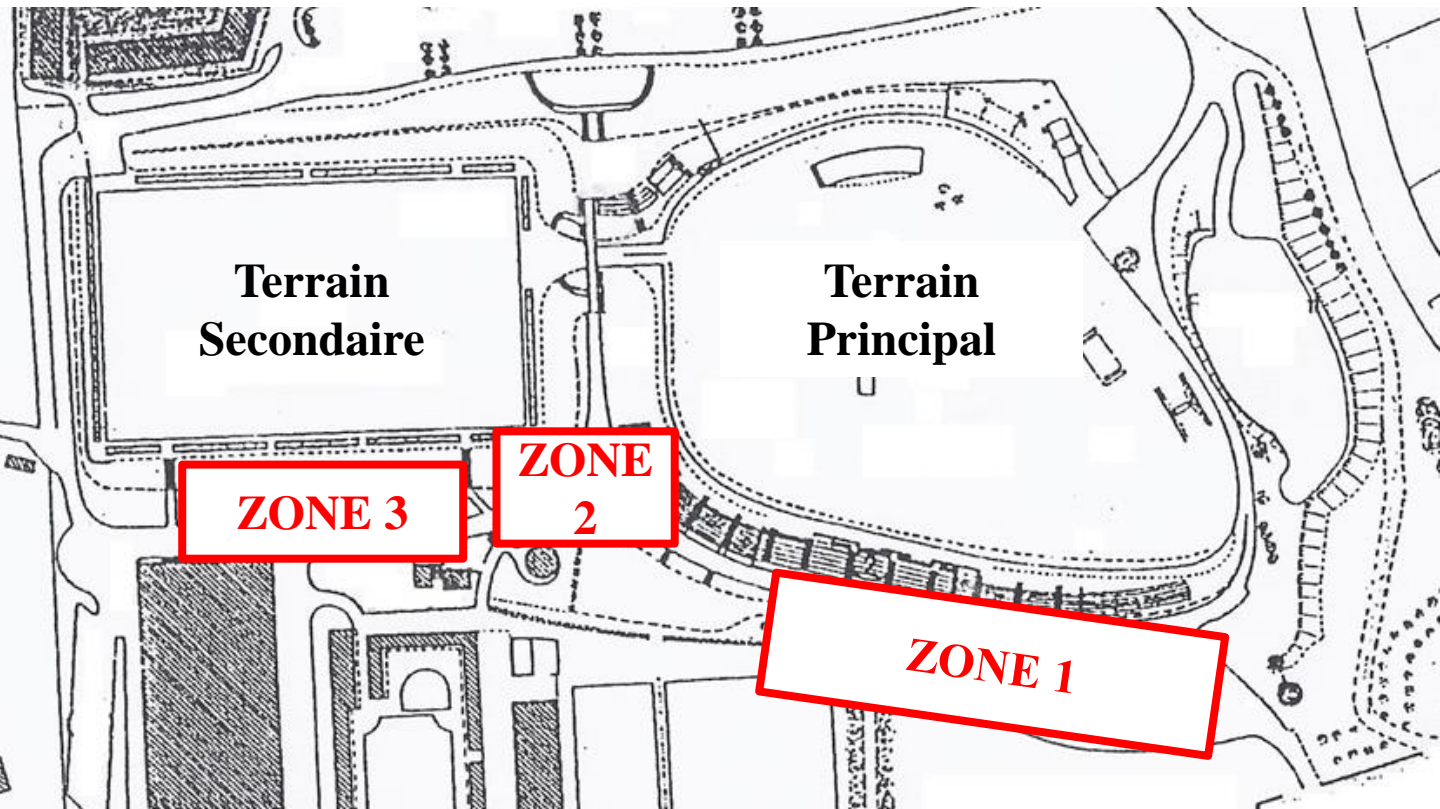 Terrain
Secondaire
Terrain
Principal
ZONE
2
ZONE 3
ZONE 1